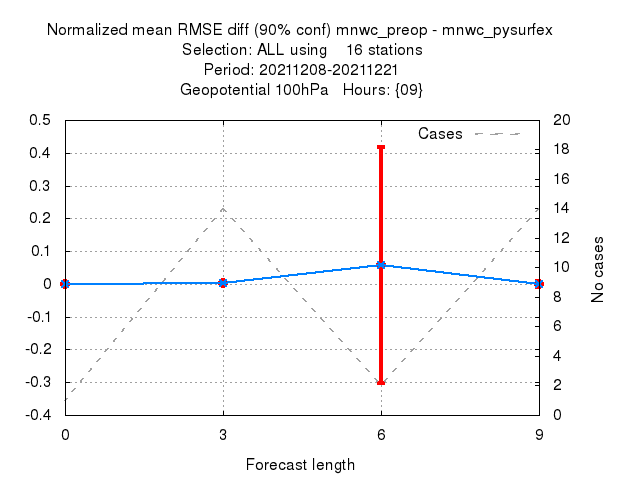 Normalized mean RMSE diff (90% conf) mnwc_preop - mnwc_pysurfex
Selection: ALL using    16 stations
Period: 20211208-20211221
Geopotential 100hPa   Hours: {09}
Cases
0.5
0.4
0.3
0.2
0.1
0
-0.1
-0.2
-0.3
-0.4
20
18
16
14
12
10
8
6
4
2
0
No cases
0 3 6 9
Forecast length